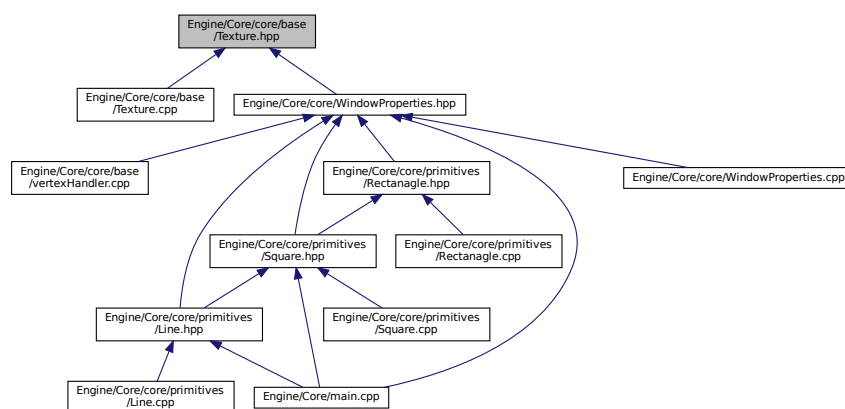 Engine/Core/core/base
/Texture.hpp
Engine/Core/core/base
/Texture.cpp
Engine/Core/core/WindowProperties.hpp
Engine/Core/core/base
/vertexHandler.cpp
Engine/Core/core/primitives
/Rectanagle.hpp
Engine/Core/core/WindowProperties.cpp
Engine/Core/core/primitives
/Square.hpp
Engine/Core/core/primitives
/Rectanagle.cpp
Engine/Core/core/primitives
/Line.hpp
Engine/Core/core/primitives
/Square.cpp
Engine/Core/core/primitives
/Line.cpp
Engine/Core/main.cpp